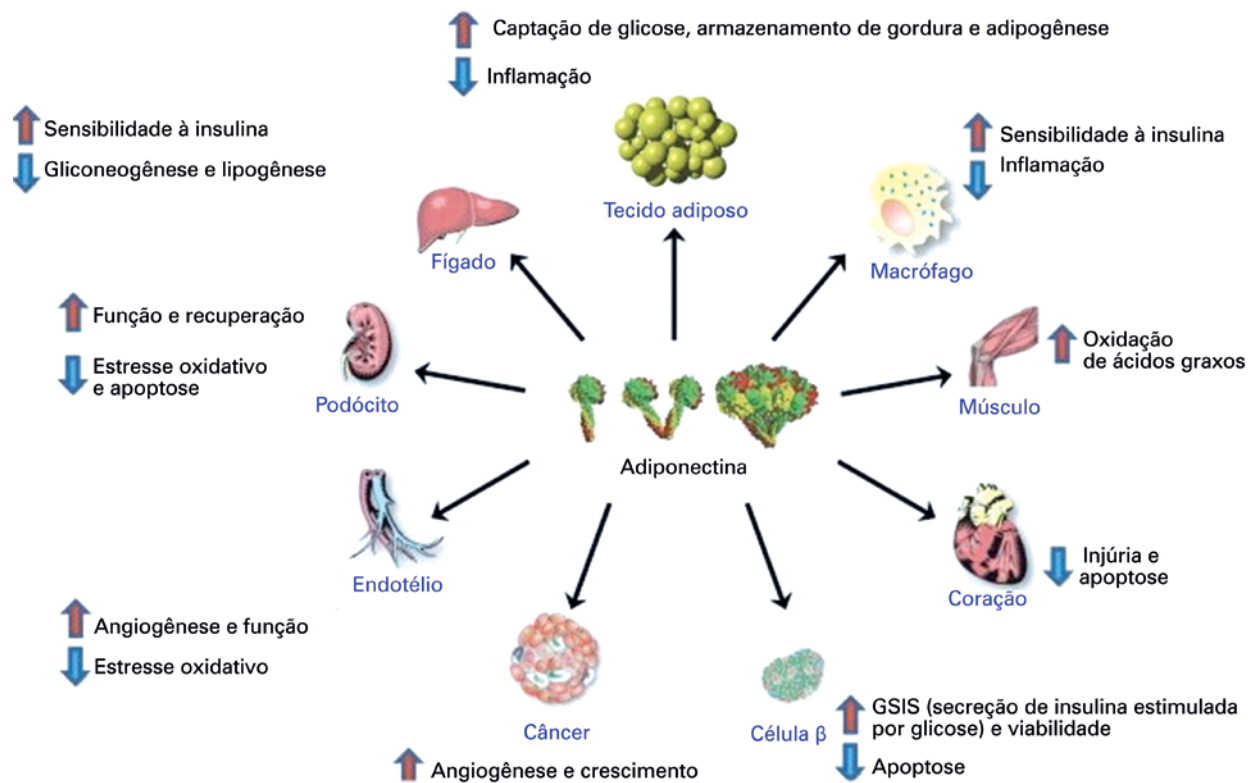 Captação de glicose, armazenamento de gordura e adipogênese
Inflamação
Tecido adiposo
Sensibilidade à insulina
Gliconeogênese e lipogênese
Fígado
Sensibilidade à insulina
Inflamação
Macrófago
Função e recuperação
Estresse oxidativo
e apoptose
Podócito
Oxidação
de ácidos graxos
Músculo
Adiponectina
Endotélio
Angiogênese e função
Estresse oxidativo
Injúria e
apoptose
Coração
Câncer
Angiogênese e crescimento
Célula β
GSIS (secreção de insulina estimulada
por glicose) e viabilidade
Apoptose